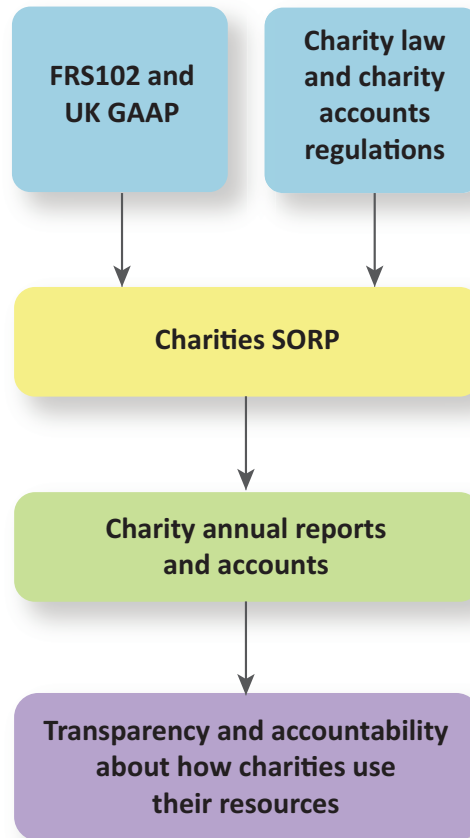 FRS102 and
UK GAAP
Charity law
and charity
accounts
regulations
Charities SORP
Charity annual reports
and accounts
Transparency and accountability
about how charities use
their resources